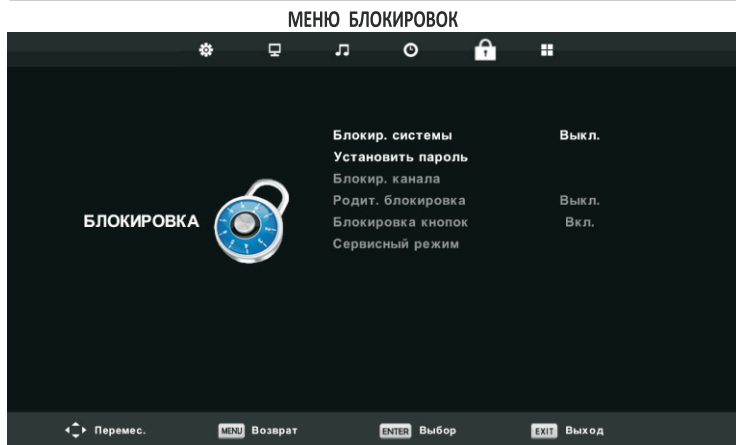 МЕНЮ БЛОКИРОВОК
Блокир. системы Выкл.
Установить пароль
Блокир. канала
Родит. блокировка Выкл.
Блокировка кнопок Вкл.
Сервисный режим
БЛОКИРОВКА
Перемес. MENU Возврат ENTER Выбор EXIT Выход